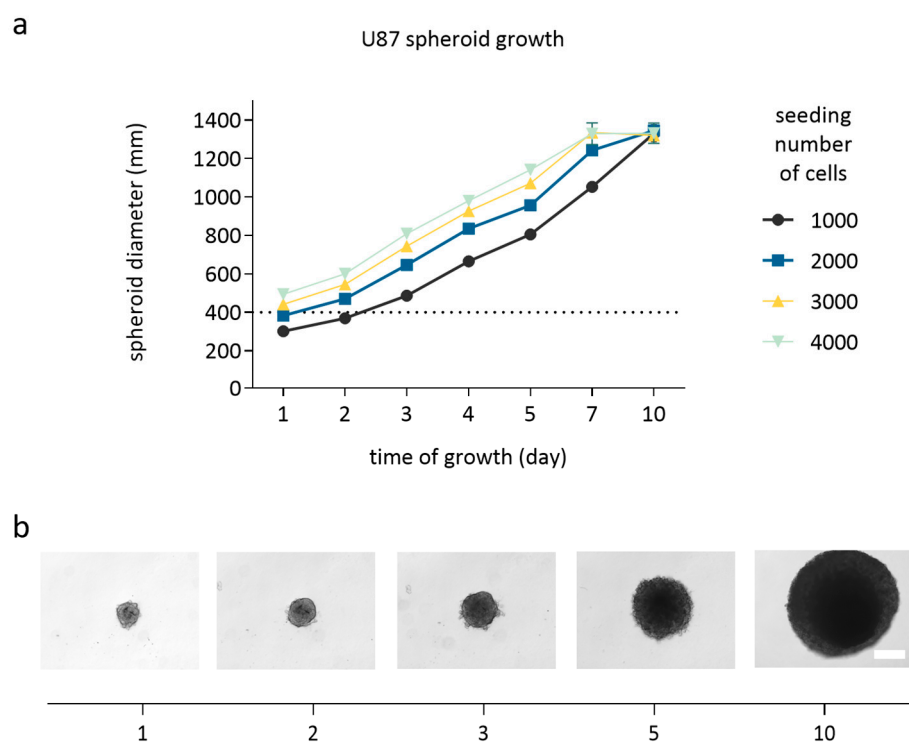 a
U87 spheroid growth
spheroid diameter (mm)
1400
1200
1000
800
600
400
200
0
1 2 3 4 5 7 10
time of growth (day)
seeding
number
of cells
1000
2000
3000
4000
b
1 2 3 5 10